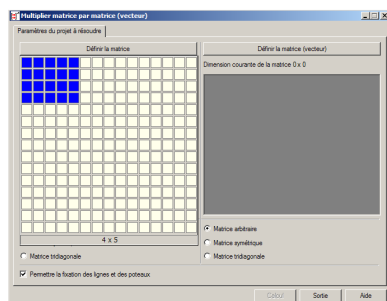 Multiplier matrice par matrice (vecteur)
Paramètres du projet à résoudre
Définir la matrice
Définir la matrice (vecteur)
Dimension courante de la matrice 0 x 0
4 x 5
Matrice arbitraire
Matrice symétrique
Matrice tridiagonale
Matrice tridiagonale
Permettre la fixation des lignes et des poteaux
Calcul
Sortie
Aide